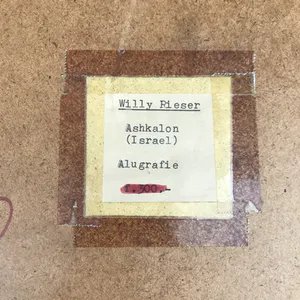 Willy Rieser
Ashkalon
(Israel)
Alugrafie